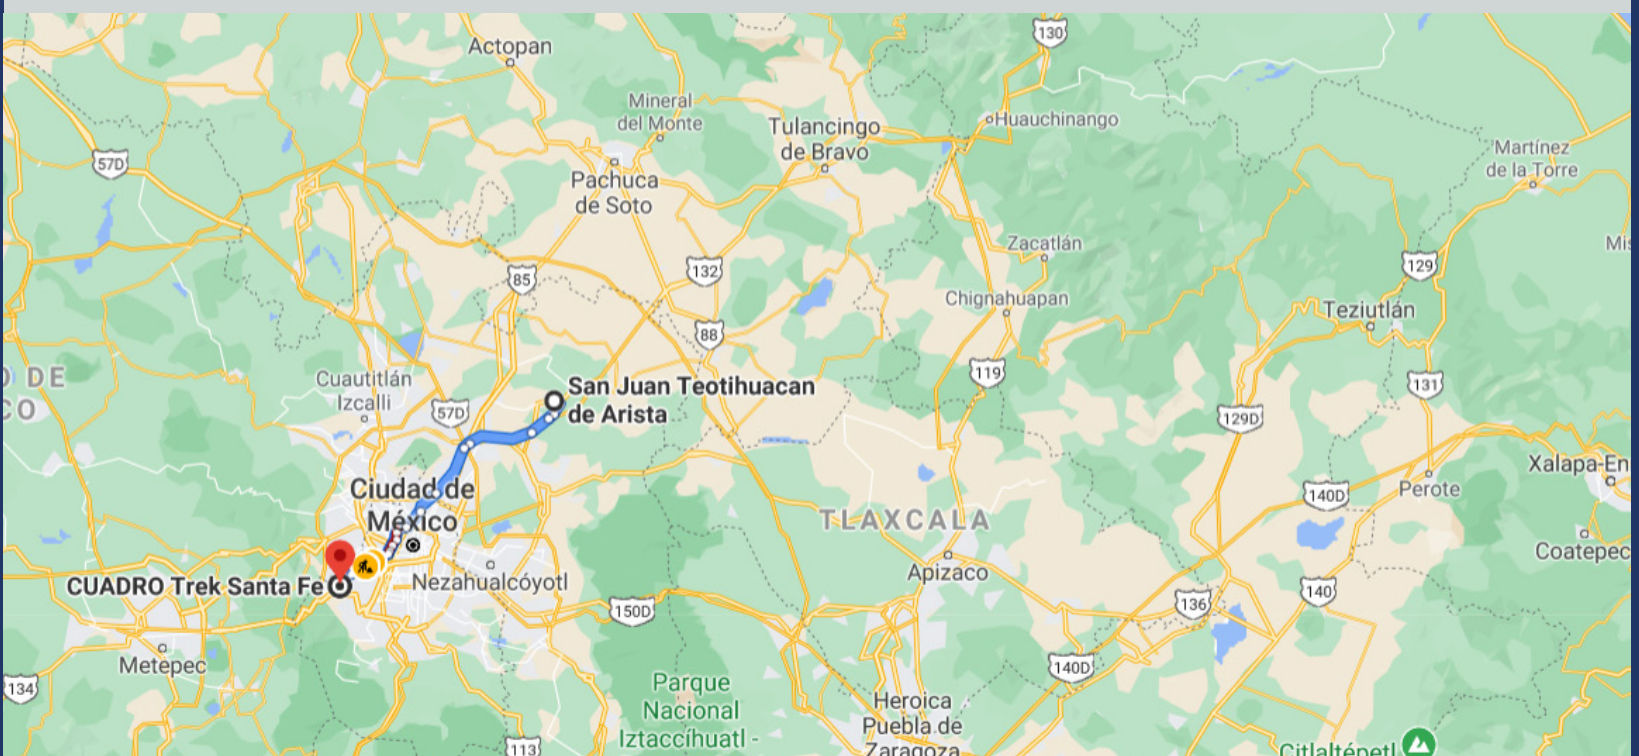 Actopan
130
Mineral
del Monte
Huauchinango
Tulancingo
de Bravo
57D
Martínez
de la Torre
Pachuca
de Soto
Zacatlán
132
129
85
Chignahuapan
88
Teziutlán
119
131
DE
CO
Cuautitlán
Izcalli
57D
San Juan Teotihuacan
de Arista
129D
Xalapa-En
Ciudad de
México
140D
Perote
TLAXCALA
Coatepec
CUADRO Trek Santa Fe
Nezahualcóyotl
Apizaco
150D
136
140
Metepec
134
140D
Parque
Nacional
Iztaccíhuatl -
Heroica
Puebla de
Zaragoza
113
Citlaltépetl